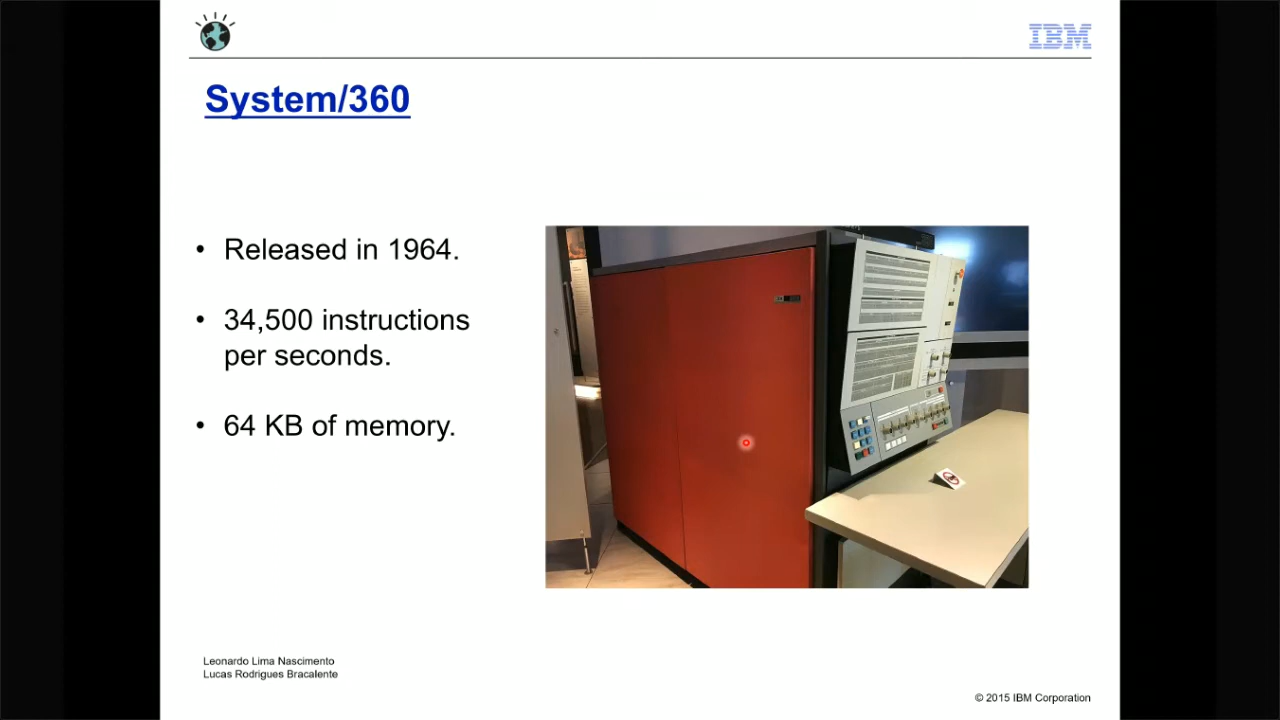 IBM
System/360
• Released in 1964.
• 34,500 instructions
per seconds.
• 64 KB of memory.
Leonardo Lima Nascimento
Lucas Rodrigues Bracalente
© 2015 IBM Corporation